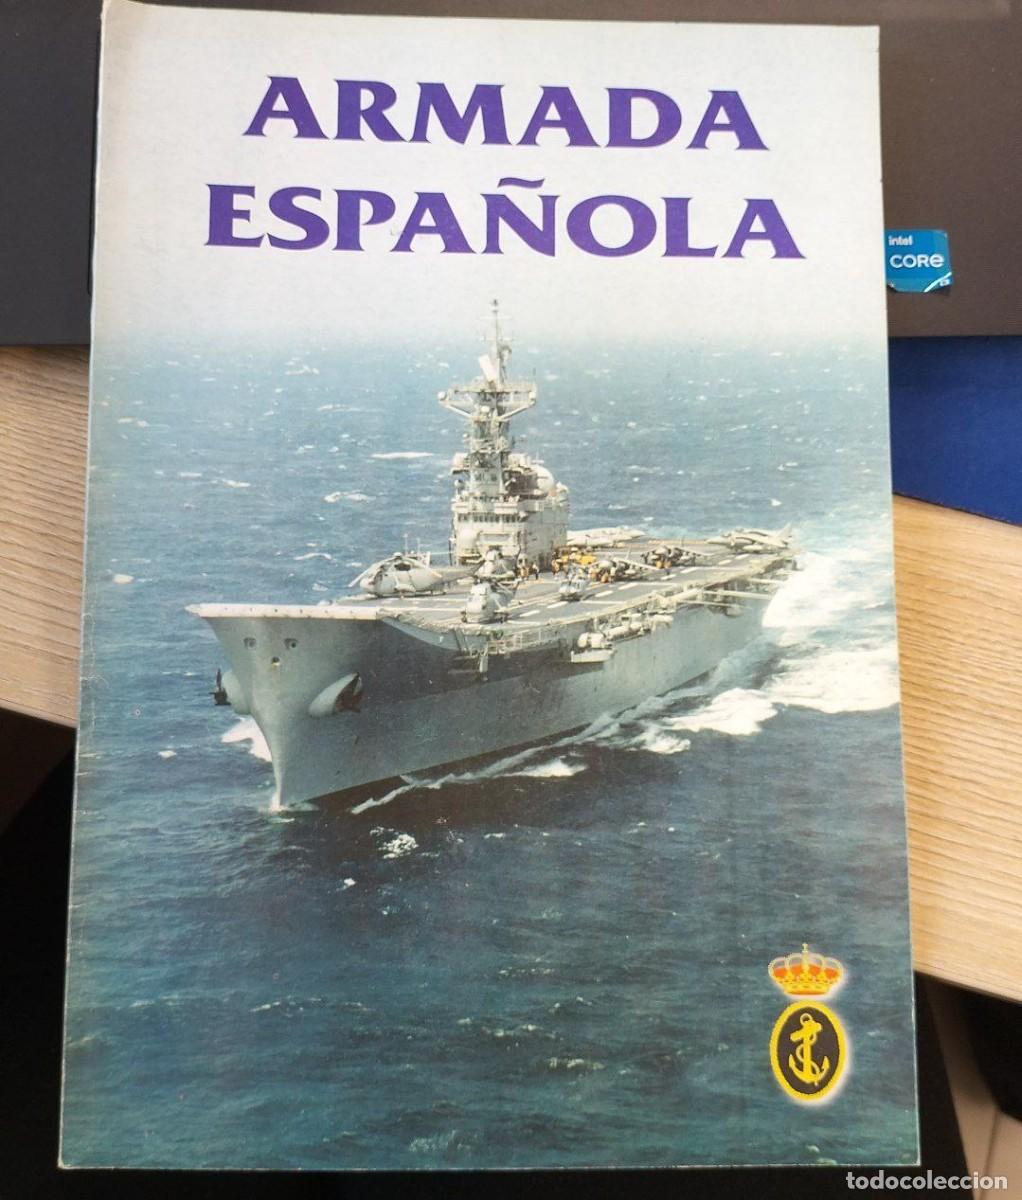 ARMADA
ESPAÑOLA
intel
CORE
todocoleccion